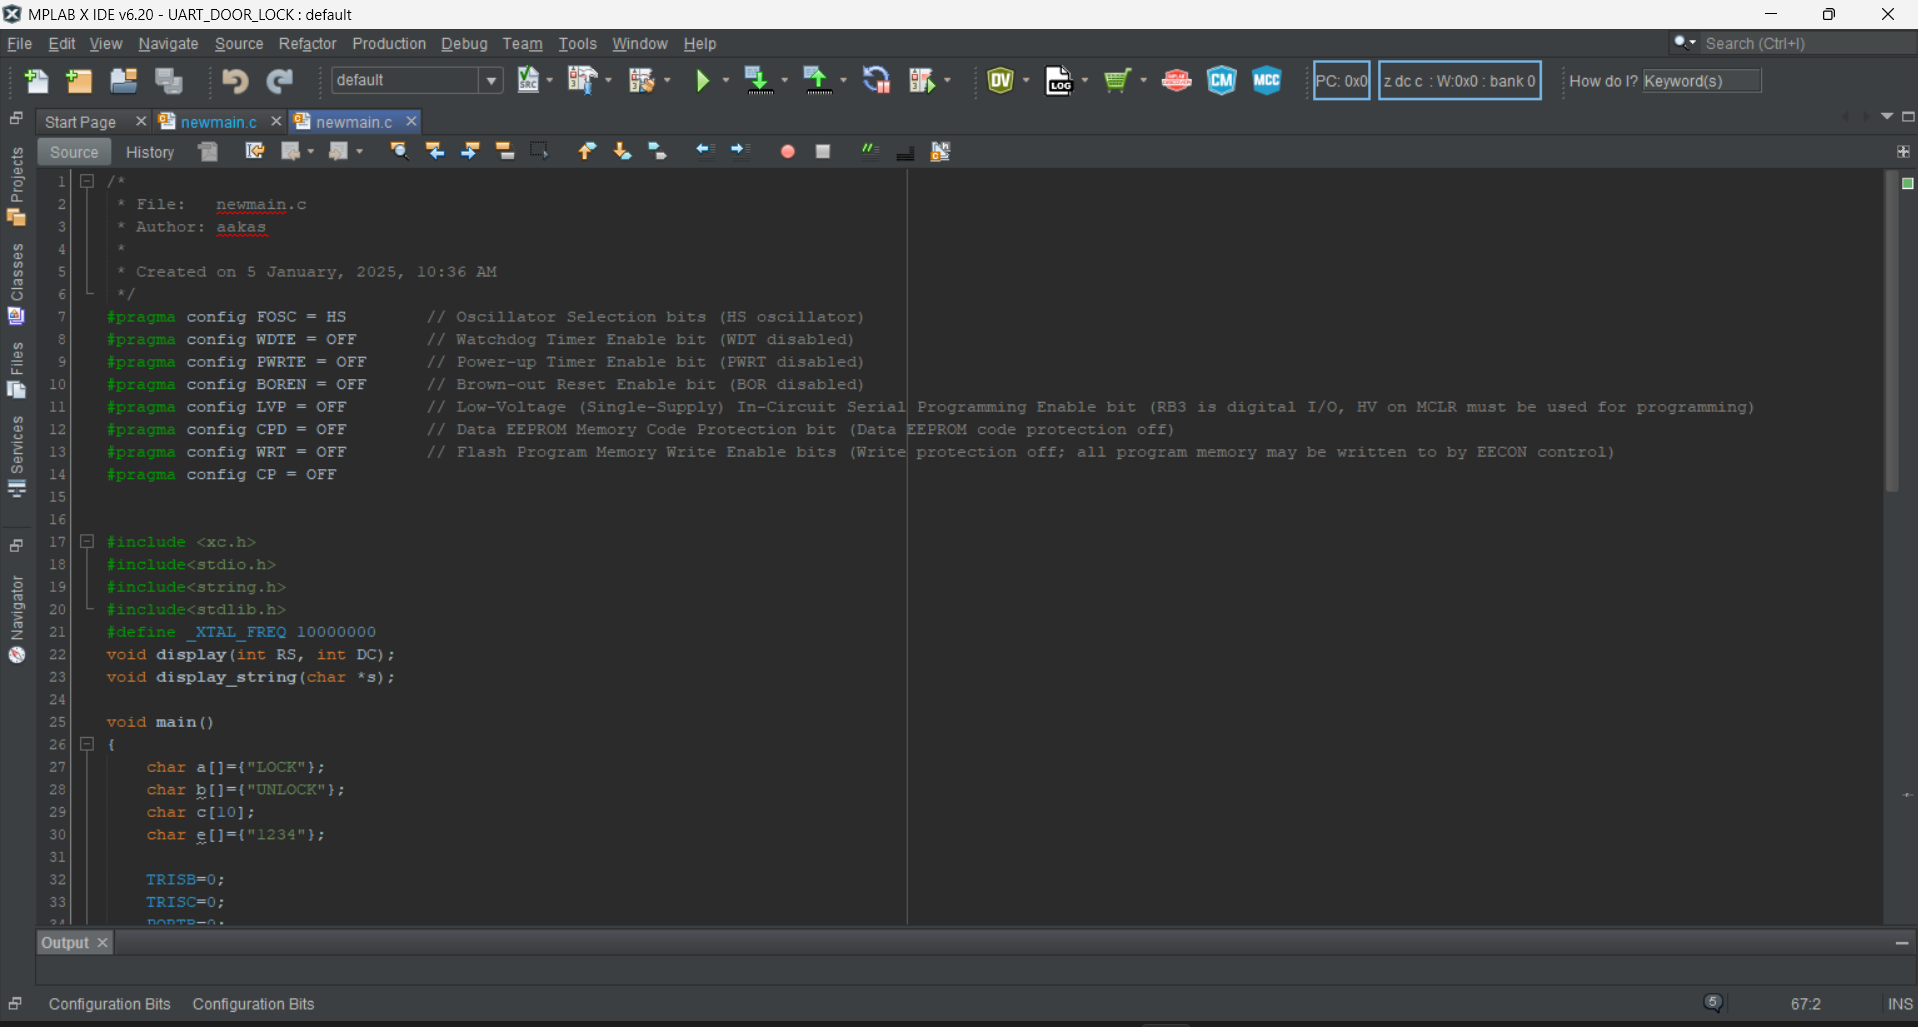 MPLAB X IDE v6.20 - UART_DOOR_LOCK : default
File Edit View Navigate Source Refactor Production Debug Team Tools Window Help
Search (Ctrl+I)
default
SRC
DV
LOG
CM
MCC
PC: 0x0
z dc c : W:0x0 : bank 0
How do I? Keyword(s)
Start Page
newmain.c
newmain.c
Source History
Projects
Classes
Files
Services
Navigator
1 /*
2 * File:   newmain.c
3 * Author: aakas
4 *
5 * Created on 5 January, 2025, 10:36 AM
6 */
7 #pragma config FOSC = HS        // Oscillator Selection bits (HS oscillator)
8 #pragma config WDTE = OFF       // Watchdog Timer Enable bit (WDT disabled)
9 #pragma config PWRTE = OFF      // Power-up Timer Enable bit (PWRT disabled)
10 #pragma config BOREN = OFF      // Brown-out Reset Enable bit (BOR disabled)
11 #pragma config LVP = OFF        // Low-Voltage (Single-Supply) In-Circuit Serial Programming Enable bit (RB3 is digital I/O, HV on MCLR must be used for programming)
12 #pragma config CPD = OFF        // Data EEPROM Memory Code Protection bit (Data EEPROM code protection off)
13 #pragma config WRT = OFF        // Flash Program Memory Write Enable bits (Write protection off; all program memory may be written to by EECON control)
14 #pragma config CP = OFF
15
16
17 #include <xc.h>
18 #include<stdio.h>
19 #include<string.h>
20 #include<stdlib.h>
21 #define _XTAL_FREQ 10000000
22 void display(int RS, int DC);
23 void display_string(char *s);
24
25 void main()
26 {
27     char a[]={"LOCK"};
28     char b[]={"UNLOCK"};
29     char c[10];
30     char e[]={"1234"};
31
32     TRISB=0;
33     TRISC=0;
34     PORTB=0;
Output
Configuration Bits Configuration Bits
5
67:2
INS